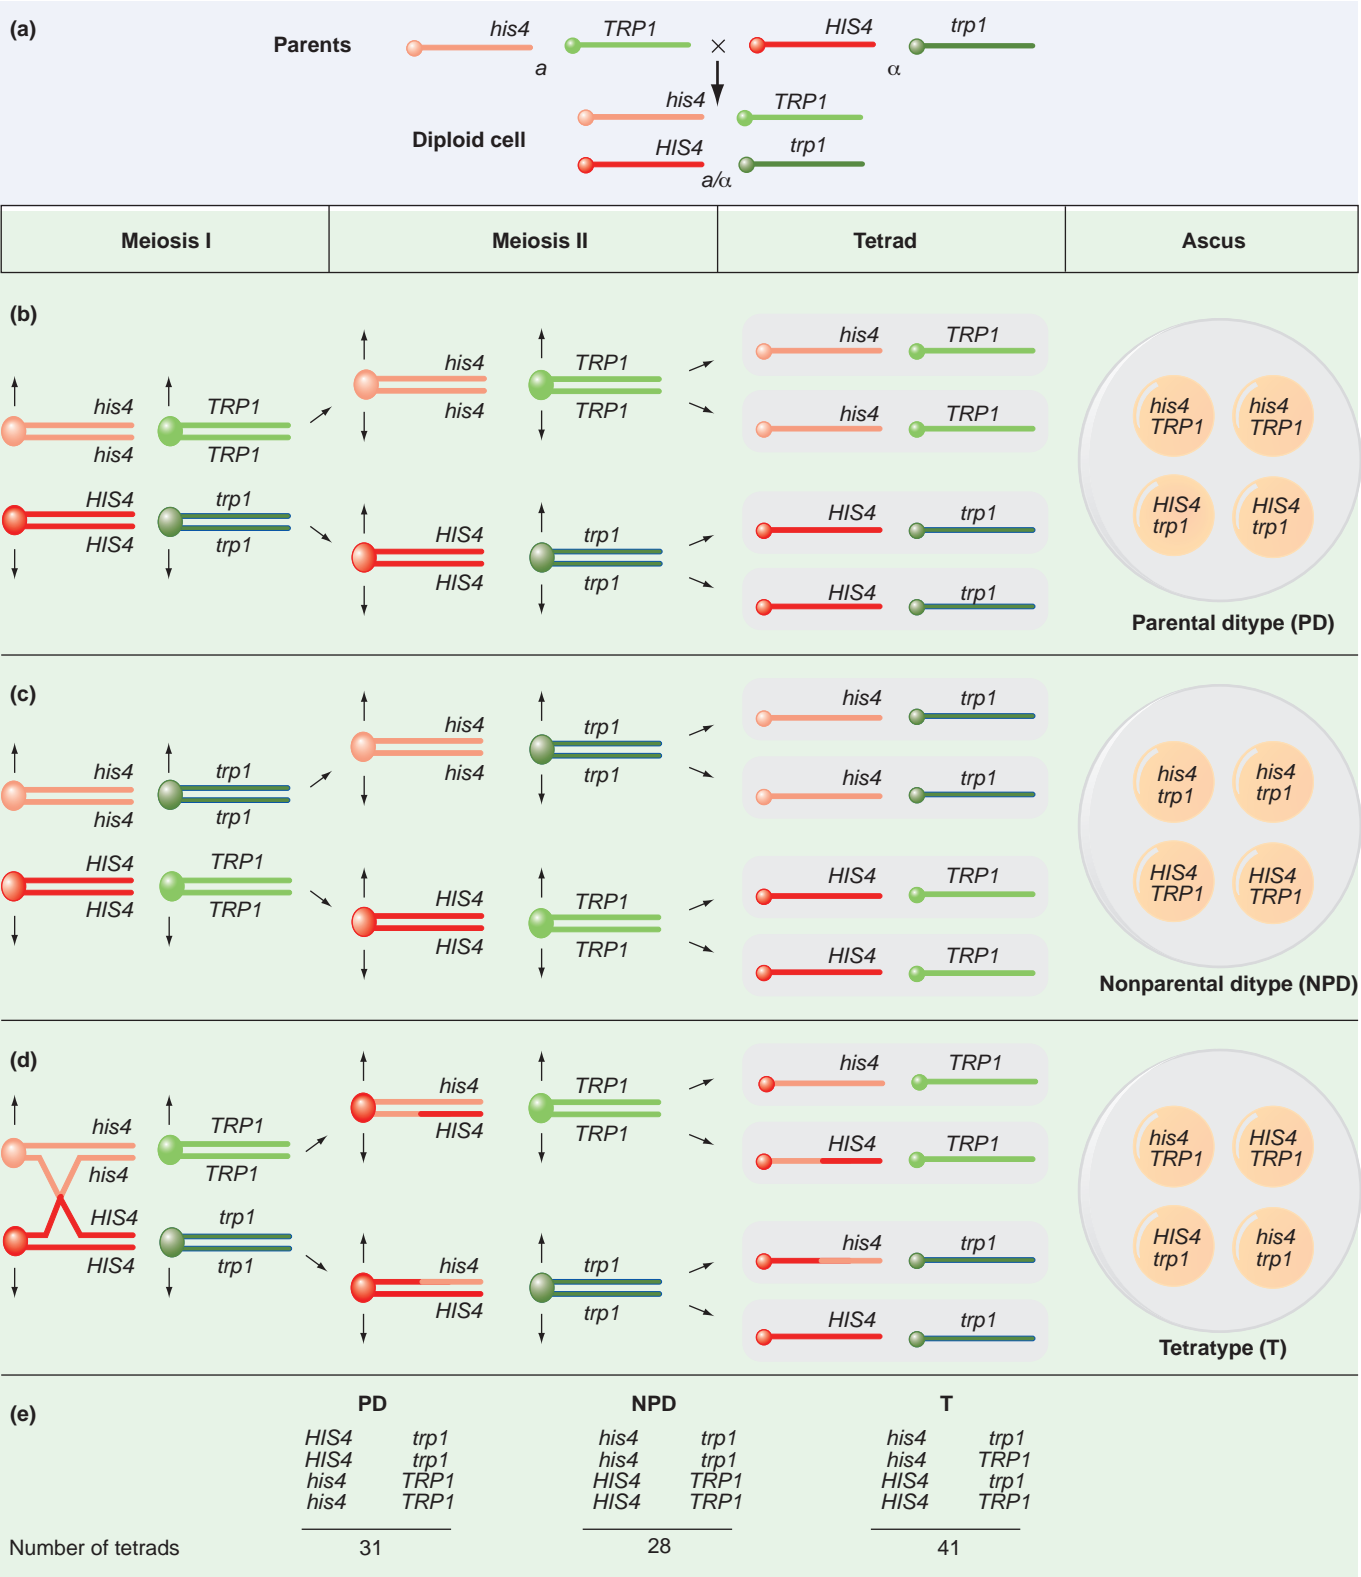 (a)
Parents
his4 TRP1 × HIS4 trp1
a α
his4 TRP1
Diploid cell
HIS4 trp1
a/α
Meiosis I Meiosis II Tetrad Ascus
(b)
his4 TRP1
his4 TRP1
HIS4 trp1
HIS4 trp1
his4 TRP1
his4 TRP1
HIS4 trp1
HIS4 trp1
his4 TRP1
his4 TRP1
HIS4 trp1
HIS4 trp1
his4 his4
TRP1 TRP1
HIS4 HIS4
trp1 trp1
Parental ditype (PD)
(c)
his4 trp1
his4 trp1
HIS4 TRP1
HIS4 TRP1
his4 trp1
his4 trp1
HIS4 TRP1
HIS4 TRP1
his4 trp1
his4 trp1
HIS4 TRP1
HIS4 TRP1
his4 his4
trp1 trp1
HIS4 HIS4
TRP1 TRP1
Nonparental ditype (NPD)
(d)
his4 TRP1
his4 TRP1
HIS4 trp1
HIS4 trp1
his4 TRP1
HIS4 TRP1
his4 trp1
HIS4 trp1
his4 TRP1
HIS4 TRP1
his4 trp1
HIS4 trp1
his4 HIS4
TRP1 TRP1
HIS4 his4
trp1 trp1
Tetratype (T)
(e)
PD NPD T
HIS4 trp1 his4 trp1 his4 trp1
HIS4 trp1 his4 trp1 his4 TRP1
his4 TRP1 HIS4 TRP1 HIS4 trp1
his4 TRP1 HIS4 TRP1 HIS4 TRP1
Number of tetrads 31 28 41